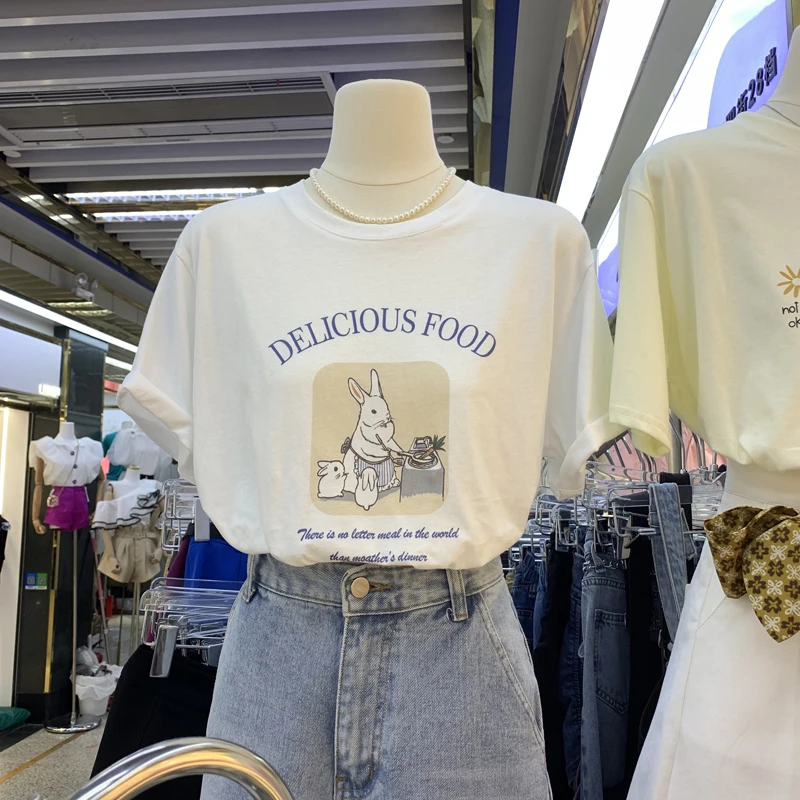 DELICIOUS FOOD
There is no letter meal in the world
than moather's dinner